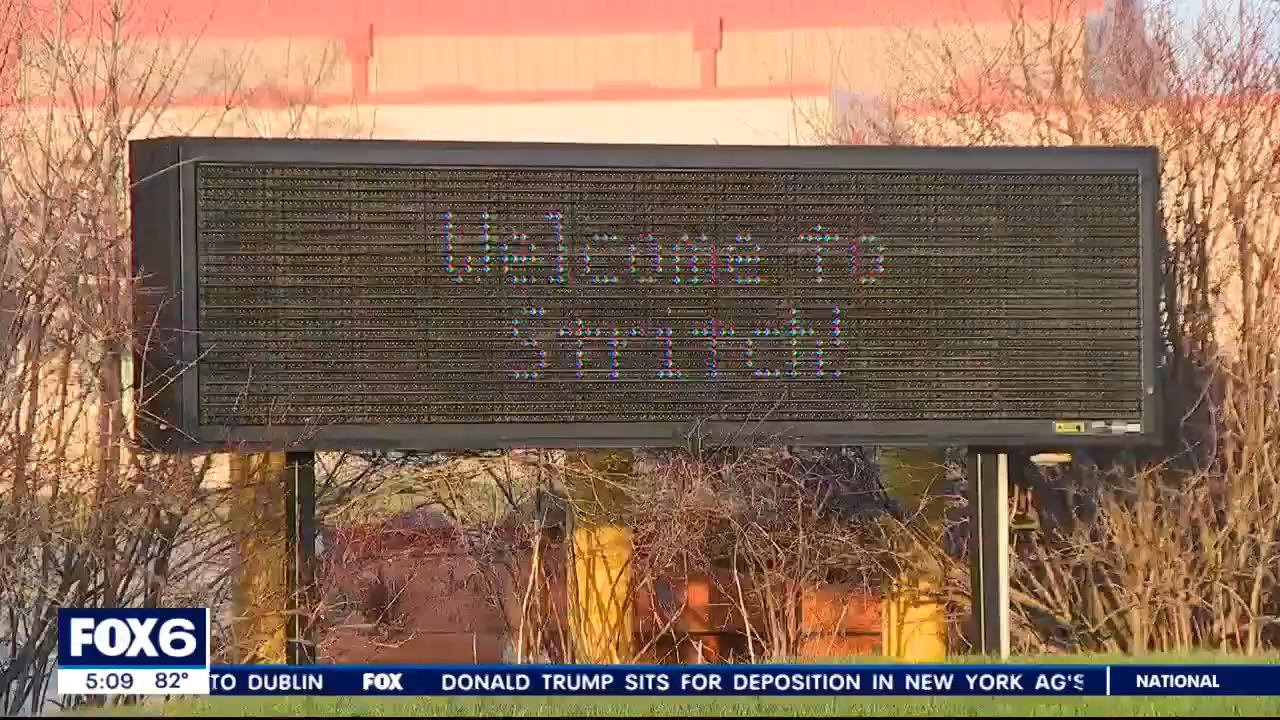 Welcome To
Stritch!
FOX6
5:09 82°
TO DUBLIN FOX DONALD TRUMP SITS FOR DEPOSITION IN NEW YORK AG'S NATIONAL